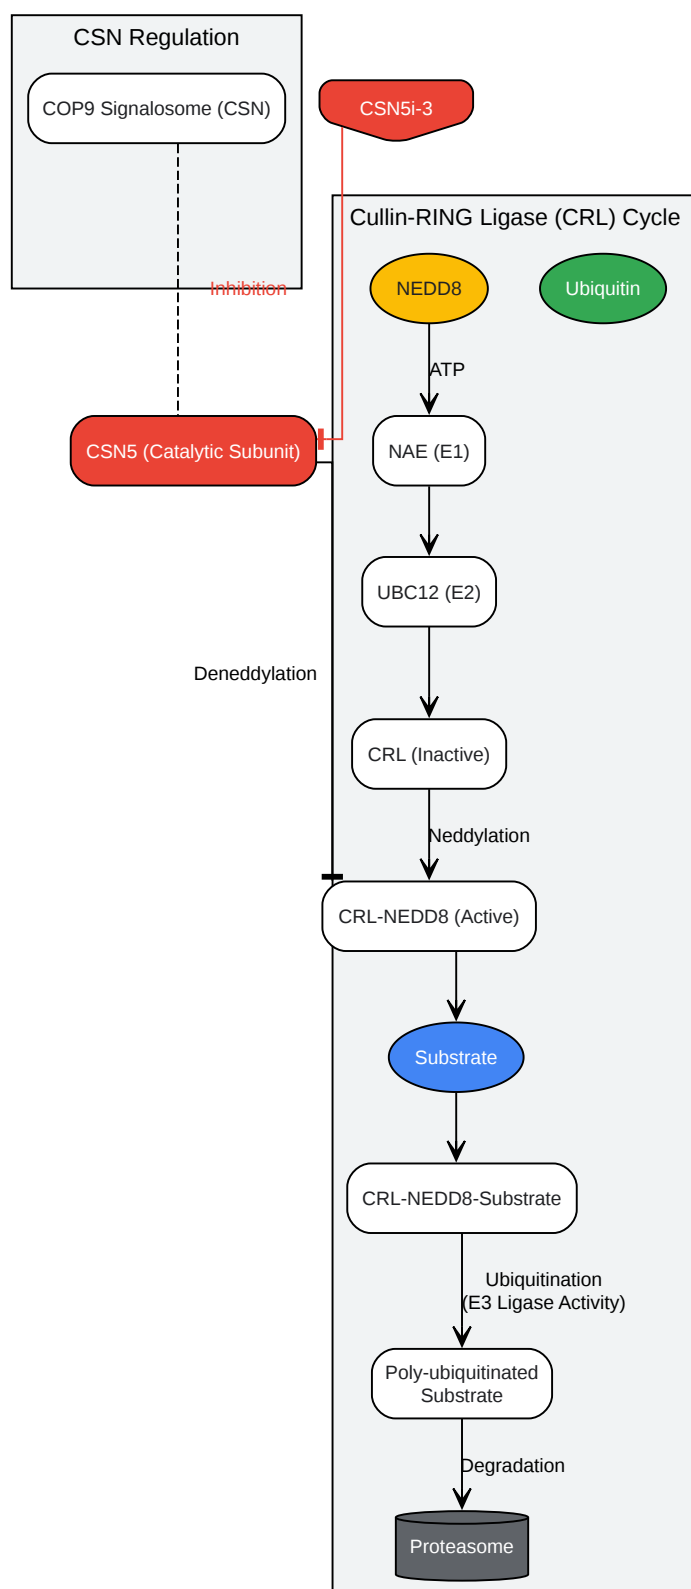 CSN Regulation
COP9 Signalosome (CSN)
CSN5i-3
Cullin-RING Ligase (CRL) Cycle
NEDD8
Ubiquitin
Inhibition
ATP
CSN5 (Catalytic Subunit)
NAE (E1)
UBC12 (E2)
Deneddylation
CRL (Inactive)
Neddylation
CRL-NEDD8 (Active)
Substrate
CRL-NEDD8-Substrate
Ubiquitination
(E3 Ligase Activity)
Poly-ubiquitinated
Substrate
Degradation
Proteasome